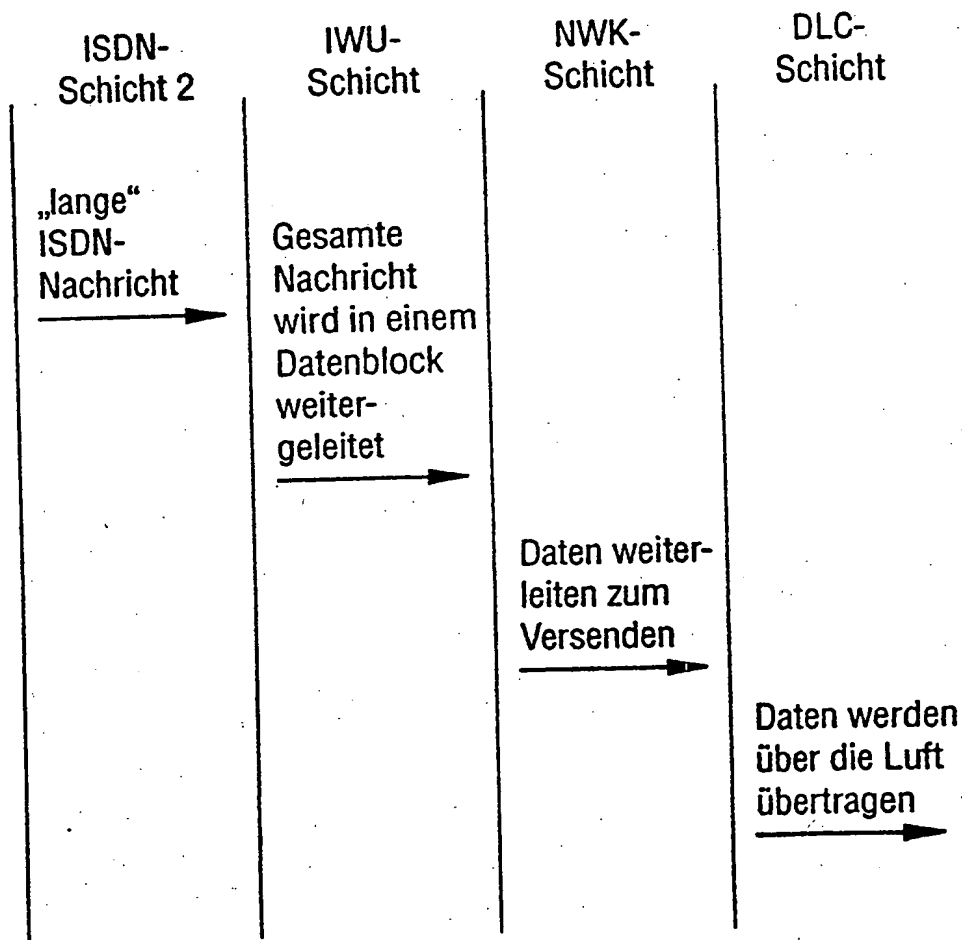 ISDN-
Schicht 2
IWU-
Schicht
NWK-
Schicht
DLC-
Schicht
„lange“
ISDN-
Nachricht
Gesamte
Nachricht
wird in einem
Datenblock
weiter-
geleitet
Daten weiter-
leiten zum
Versenden
Daten werden
über die Luft
übertragen